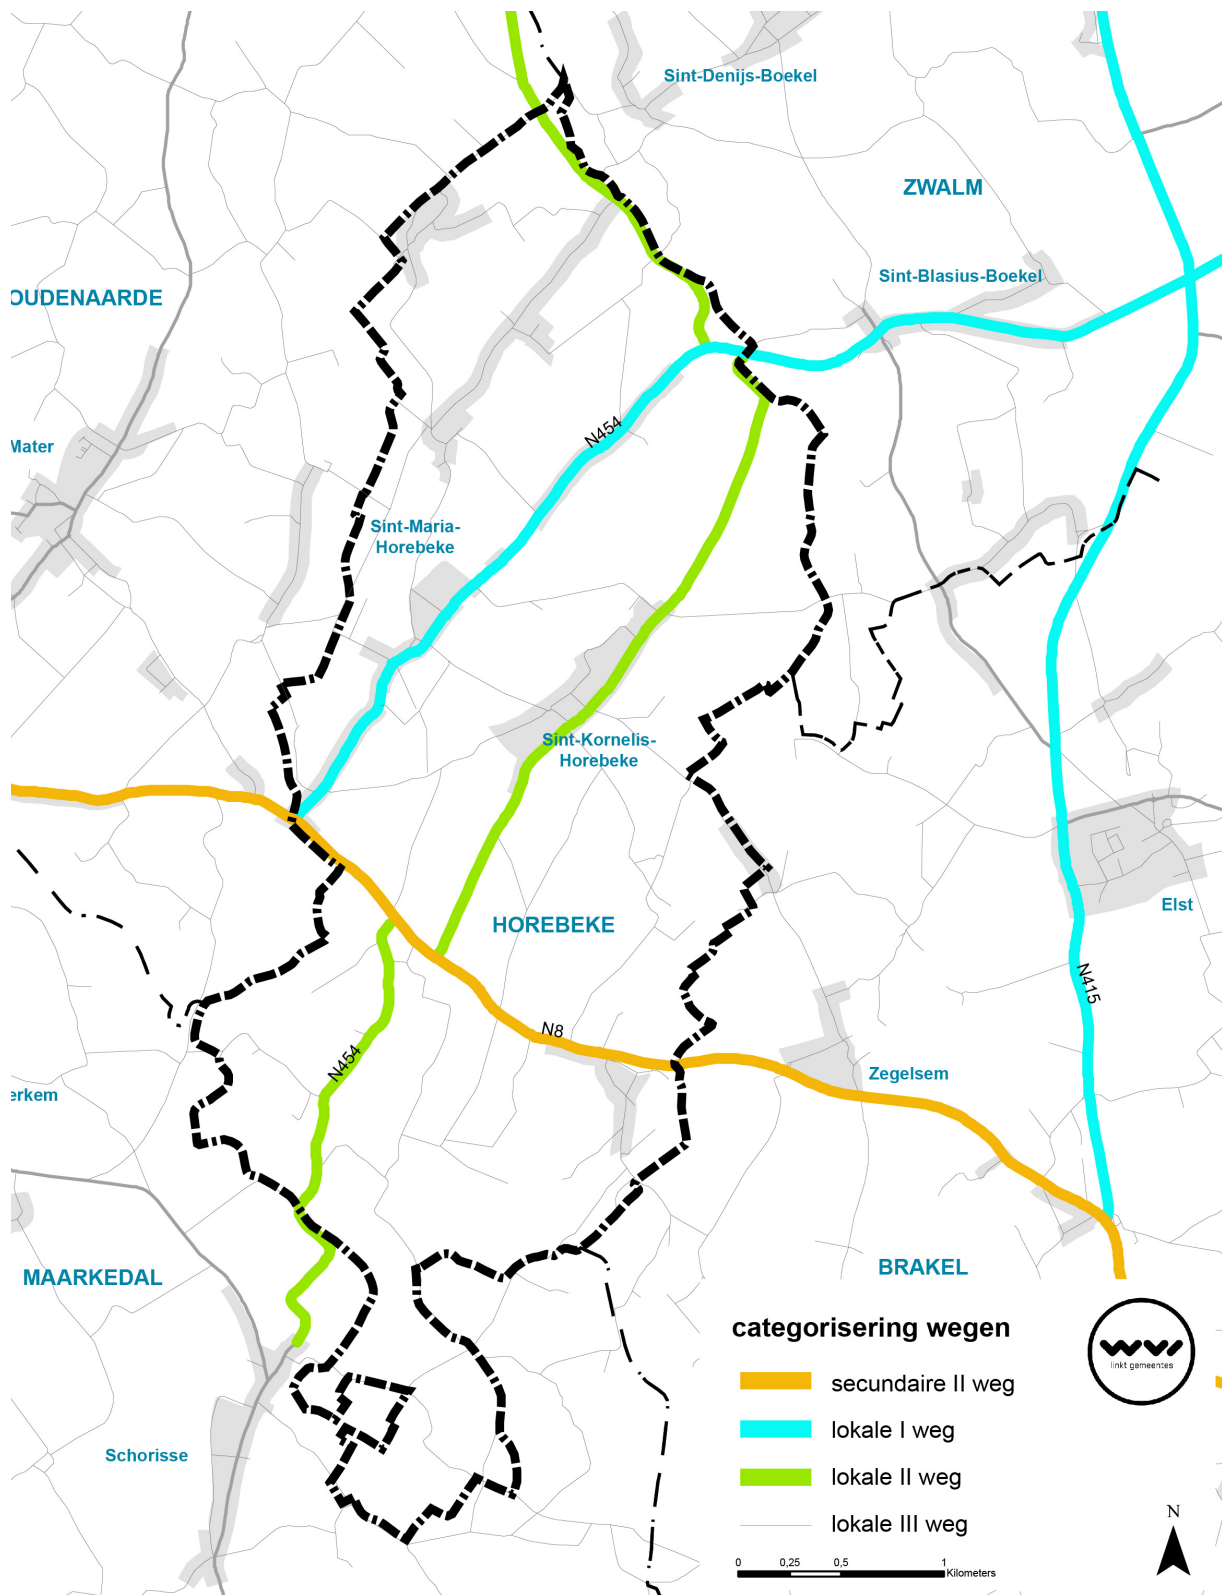 Sint-Denijs-Boekel
ZWALM
Sint-Blasius-Boekel
OUDENAARDE
N454
Mater
Sint-Maria-
Horebeke
Sint-Kornelis-
Horebeke
Elst
HOREBEKE
N415
N8
N454
Zegelsem
erkem
MAARKEDAL
BRAKEL
categorisering wegen
wvi
linkt gemeentes
secundaire II weg
lokale I weg
Schorisse
lokale II weg
lokale III weg
N
0 0,25 0,5 1
Kilometers